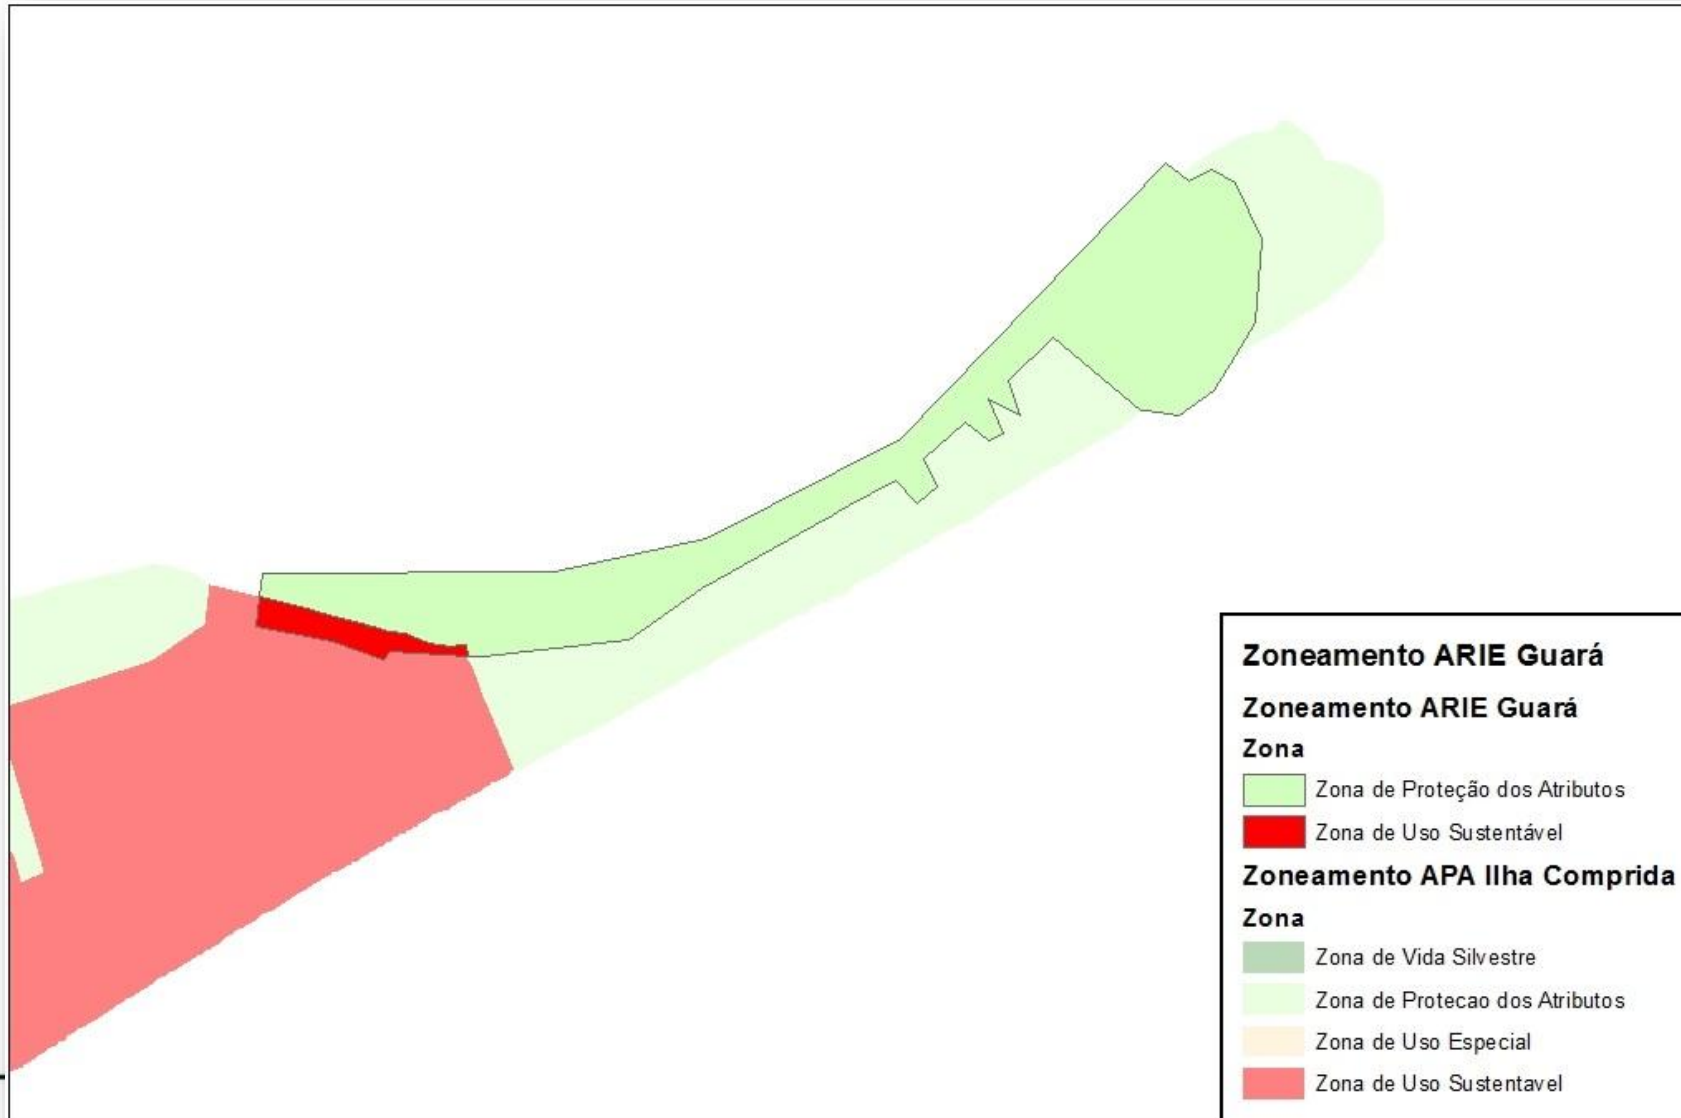 Zoneamento ARIE Guará
Zoneamento ARIE Guará
Zona
Zona de Proteção dos Atributos
Zona de Uso Sustentável
Zoneamento APA Ilha Comprida
Zona
Zona de Vida Silvestre
Zona de Protecao dos Atributos
Zona de Uso Especial
Zona de Uso Sustentavel